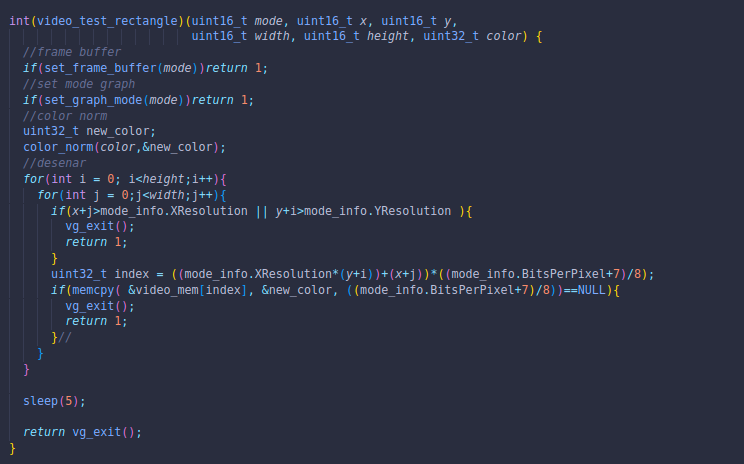 int(video_test_rectangle)(uint16_t mode, uint16_t x, uint16_t y,
                          uint16_t width, uint16_t height, uint32_t color) {
  //frame buffer
  if(set_frame_buffer(mode))return 1;
  //set mode graph
  if(set_graph_mode(mode))return 1;
  //color norm
  uint32_t new_color;
  color_norm(color,&new_color);
  //desenar
  for(int i = 0; i<height;i++){
    for(int j = 0;j<width;j++){
      if(x+j>mode_info.XResolution || y+i>mode_info.YResolution ){
        vg_exit();
        return 1;
      }
      uint32_t index = ((mode_info.XResolution*(y+i))+(x+j))*((mode_info.BitsPerPixel+7)/8);
      if(memcpy( &video_mem[index], &new_color, ((mode_info.BitsPerPixel+7)/8))==NULL){
        vg_exit();
        return 1;
      }//
    }
  }

  sleep(5);

  return vg_exit();
}